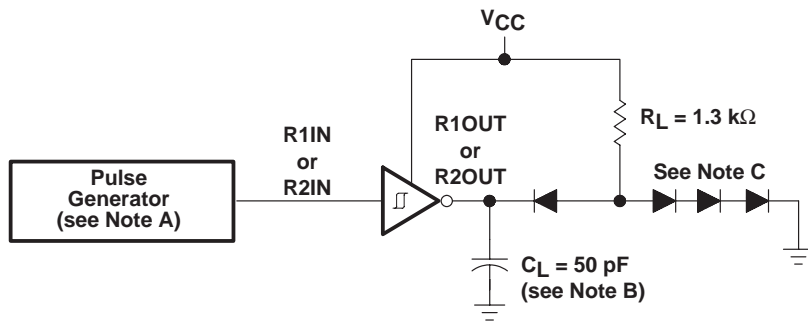 VCC
R1IN
or
R2IN
R1OUT
or
R2OUT
RL = 1.3 kΩ
See Note C
Pulse
Generator
(see Note A)
CL = 50 pF
(see Note B)